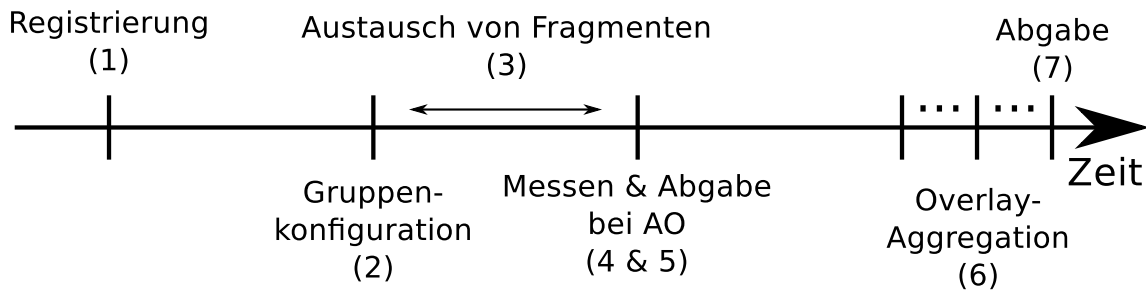 Registrierung
(1)
Austausch von Fragmenten
(3)
Abgabe
(7)
...
...
Zeit
Gruppen-
konfiguration
(2)
Messen & Abgabe
bei AO
(4 & 5)
Overlay-
Aggregation
(6)